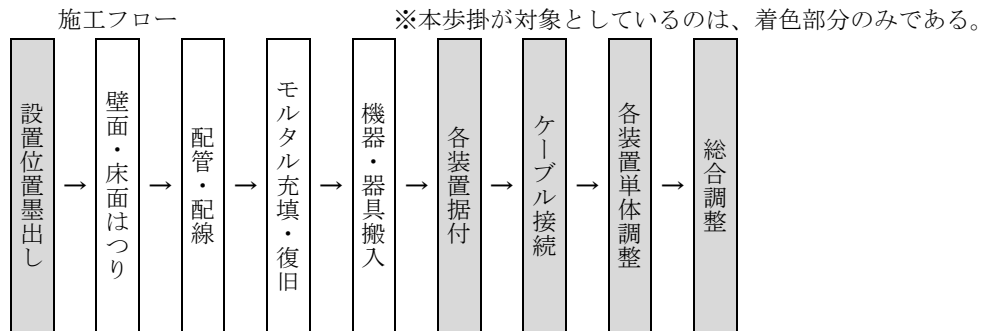 施工フロー
※本歩掛が対象としているのは、着色部分のみである。
設置位置墨出し
→
壁面・床面はつり
→
配管・配線
→
モルタル充填・復旧
→
機器・器具搬入
→
各装置据付
→
ケーブル接続
→
各装置単体調整
→
総合調整